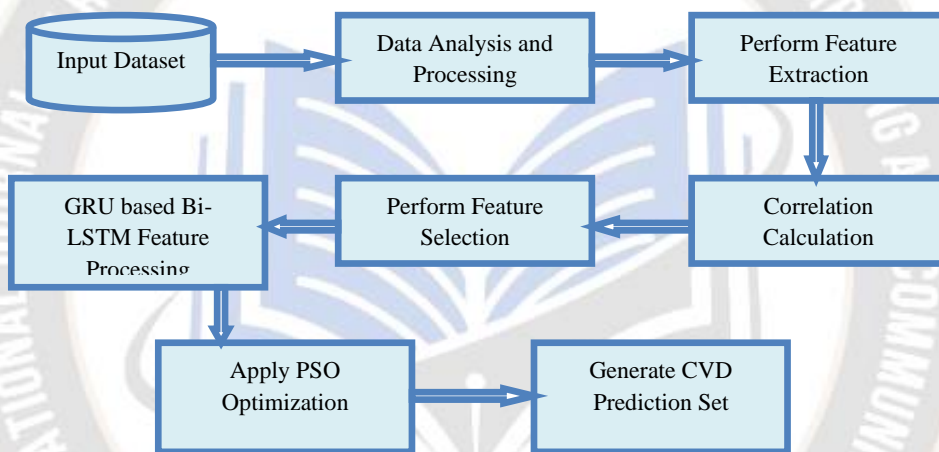 Input Dataset
Data Analysis and
Processing
Perform Feature
Extraction
Correlation
Calculation
Perform Feature
Selection
GRU based Bi-
LSTM Feature
Processing
Apply PSO
Optimization
Generate CVD
Prediction Set